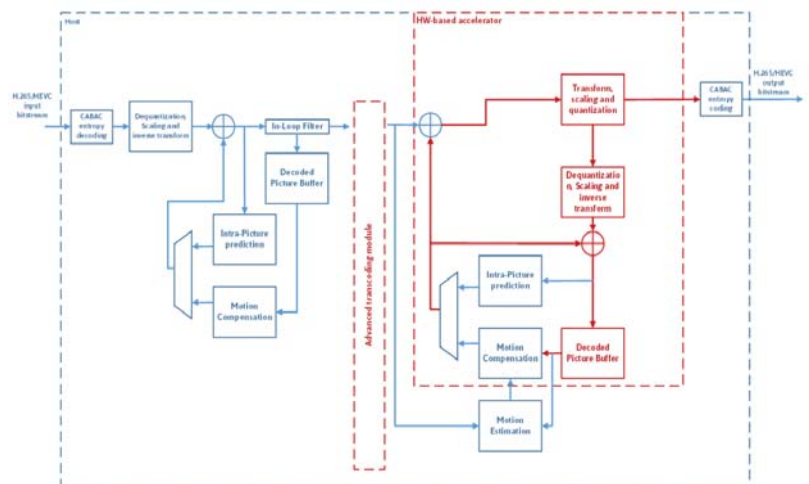 Host
HW-based accelerator
H.265/HEVC
input
bitstream
CABAC
entropy
decoding
Dequantization,
Scaling and
inverse transform
In-Loop Filter
Decoded
Picture Buffer
Intra-Picture
prediction
Motion
Compensation
Advanced transcoding module
Transform,
scaling and
quantization
Dequantizatio
n, Scaling and
inverse
transform
Intra-Picture
prediction
Motion
Compensation
Decoded
Picture Buffer
Motion
Estimation
CABAC
entropy
coding
H.265/HEVC
output
bitstream